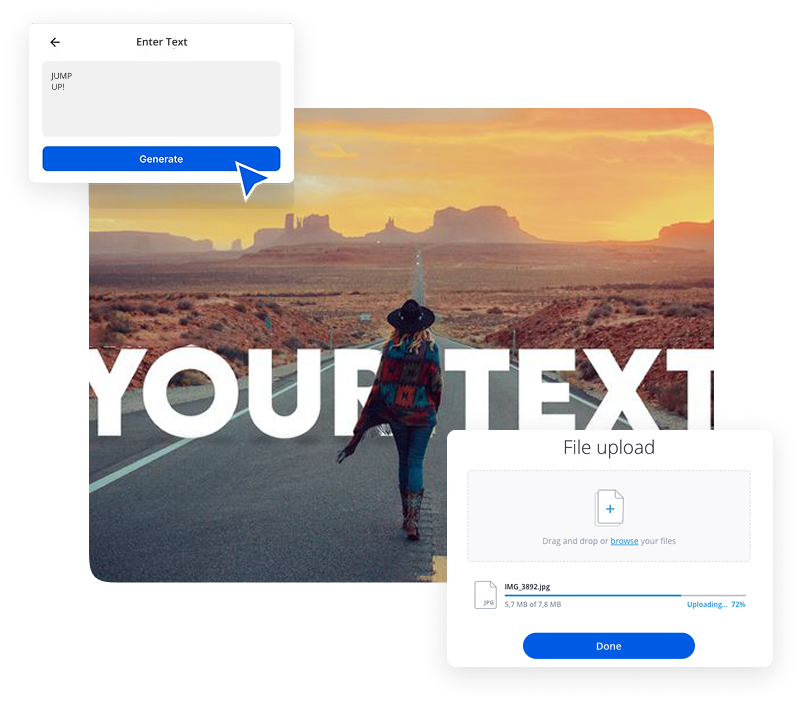 Enter Text
JUMP
UP!
Generate
YOUR TEXT
File upload
Drag and drop or browse your files
JPG
IMG_3892.jpg
5,7 MB of 7,8 MB
Uploading... 72%
Done